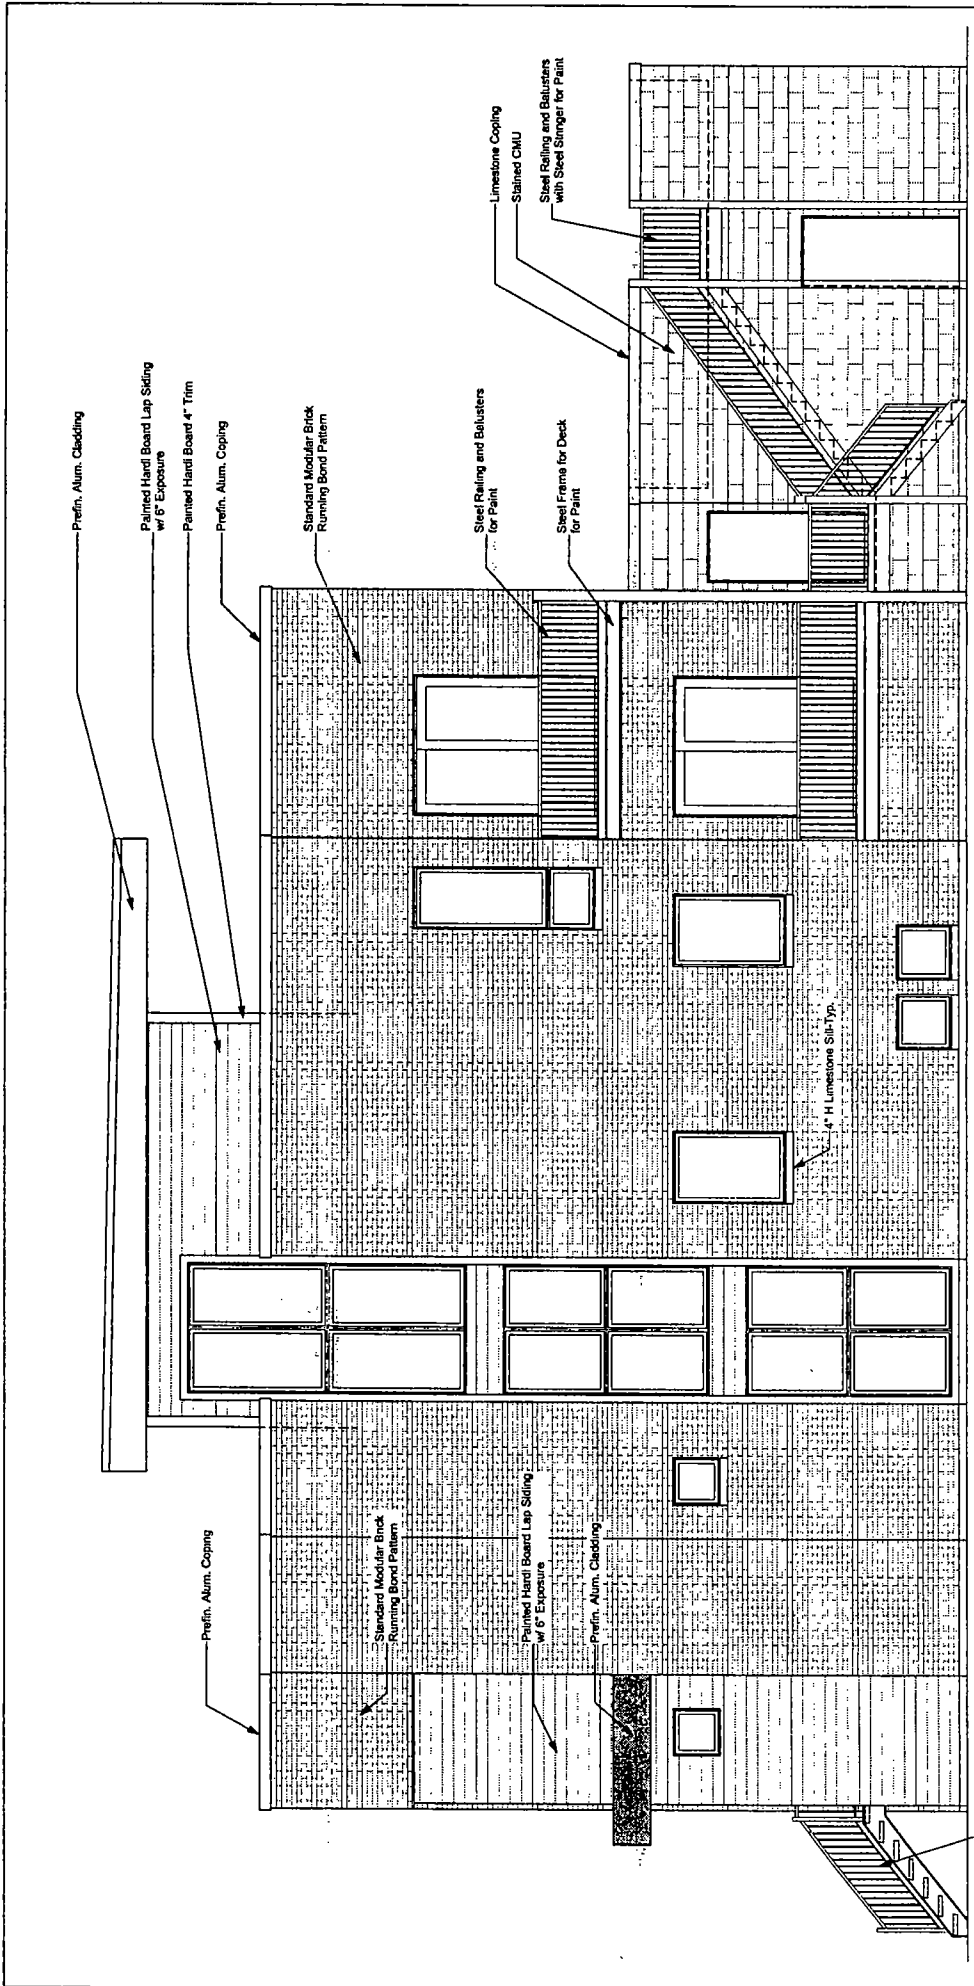 Prefin. Alum. Cladding
Painted Hardi Board Lap Siding
w/ 6" Exposure
Painted Hardi Board 4" Trim
Prefin. Alum. Coping
Standard Modular Brick
Running Bond Pattern
Steel Railing and Balusters
for Paint
Steel Frame for Deck
for Paint
Limestone Coping
Stained CMU
Steel Railing and Balusters
with Steel Stringer for Paint
4" H Limestone Sill-Typ.
Prefin. Alum. Coping
Standard Modular Brick
Running Bond Pattern
Painted Hardi Board Lap Siding
w/ 6" Exposure
Prefin. Alum. Cladding